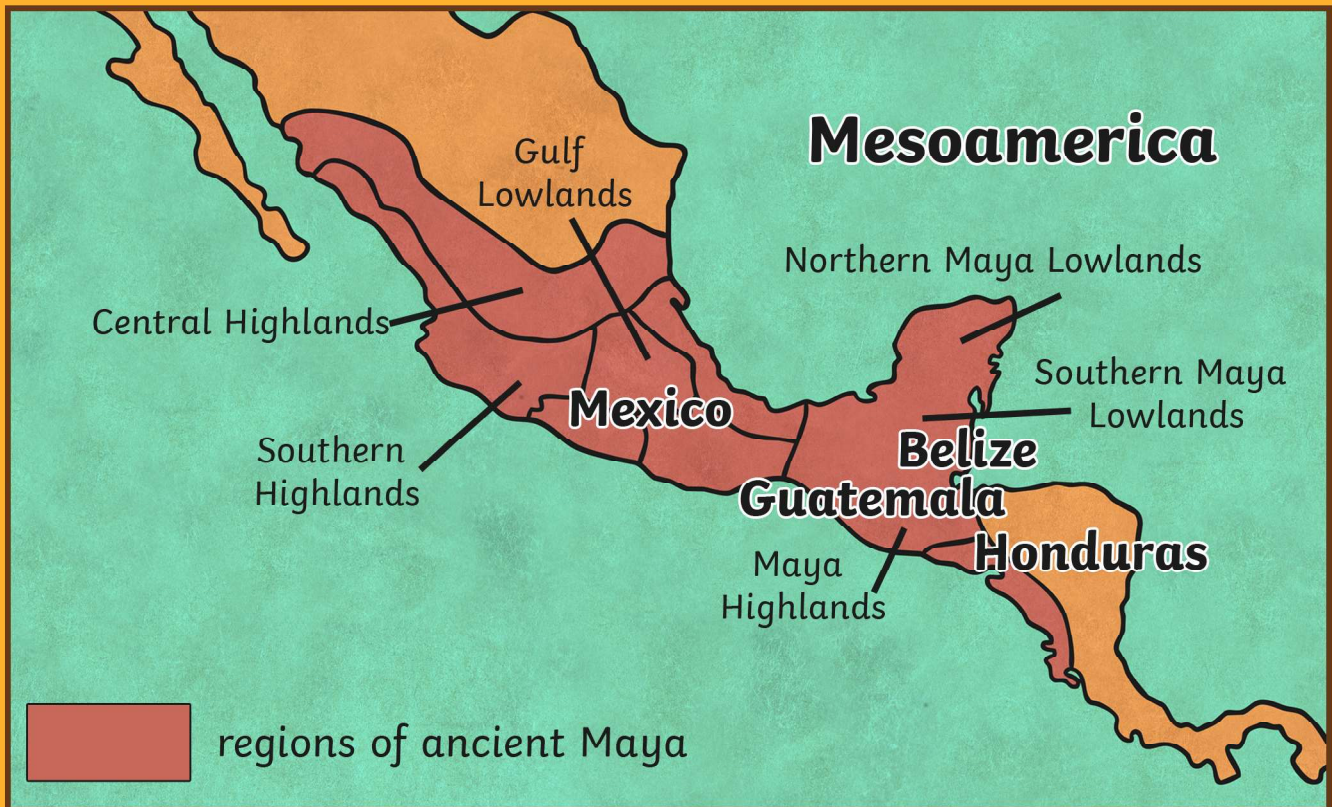 Mesoamerica
Gulf
Lowlands
Northern Maya Lowlands
Central Highlands
Southern Maya
Lowlands
Mexico
Belize
Southern
Highlands
Guatemala
Honduras
Maya
Highlands
regions of ancient Maya